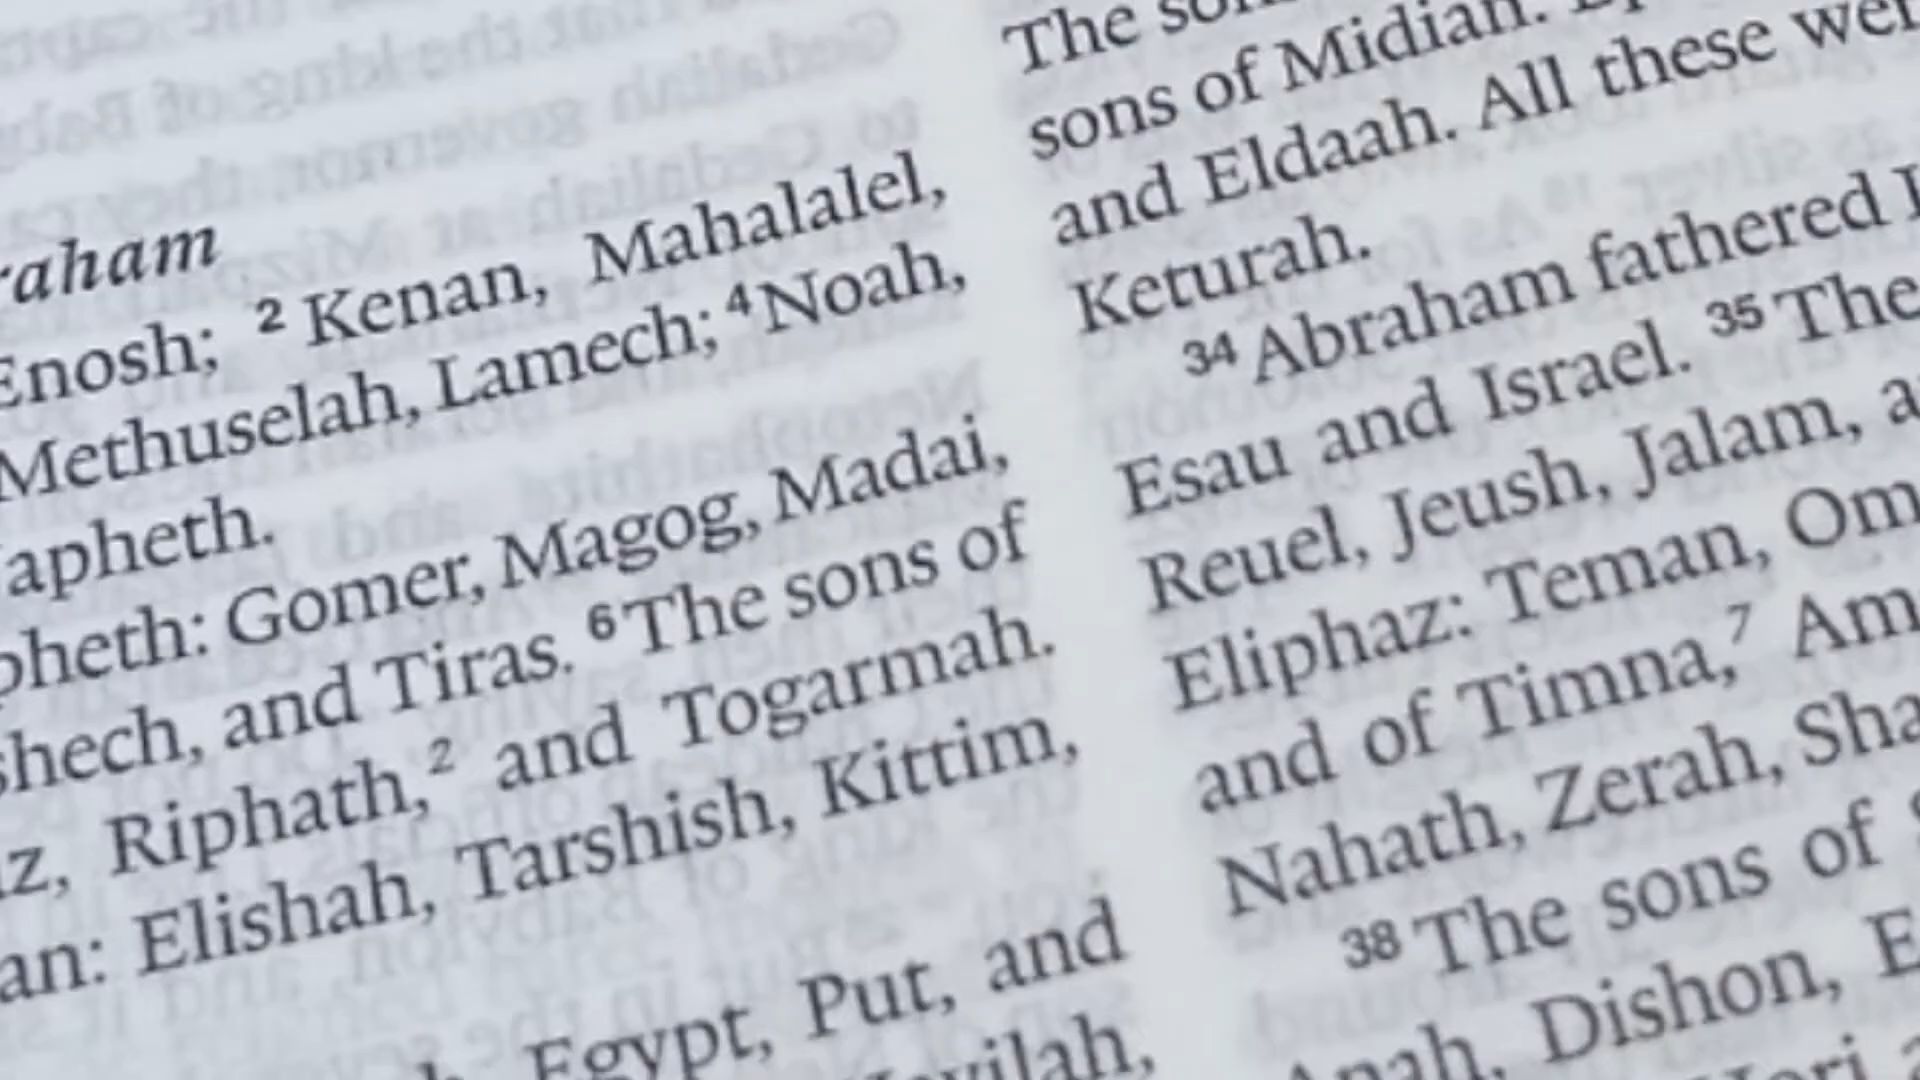 raham
Enosh; 2 Kenan, Mahalalel,
Methuselah, Lamech; 4 Noah,
apheth.
pheth: Gomer, Magog, Madai,
shech, and Tiras. 6 The sons of
z, Riphath,2 and Togarmah.
an: Elishah, Tarshish, Kittim,
Egypt, Put, and
vilah,
The
sons of Midian.
and Eldaah. All these wer
Keturah.
34 Abraham fathered I
Esau and Israel. 35 The
Reuel, Jeush, Jalam, a
Eliphaz: Teman, Om
and of Timna,7 Am
Nahath, Zerah, Sha
38 The sons of
Anah, Dishon, E